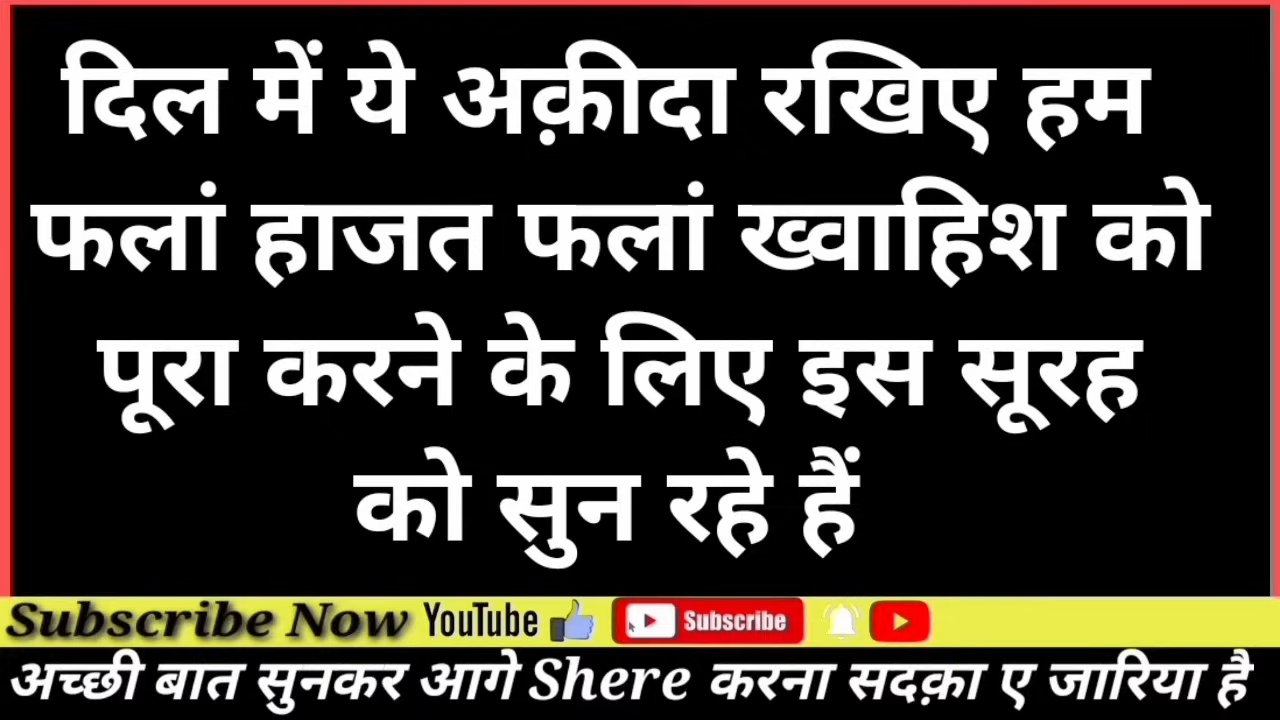 दिल में ये अक़ीदा रखिए हम
फलां हाजत फलां ख्वाहिश को
पूरा करने के लिए इस सूरह
को सुन रहे हैं
Subscribe Now YouTube Subscribe
अच्छी बात सुनकर आगे Shere करना सदक़ा ए जारिया है